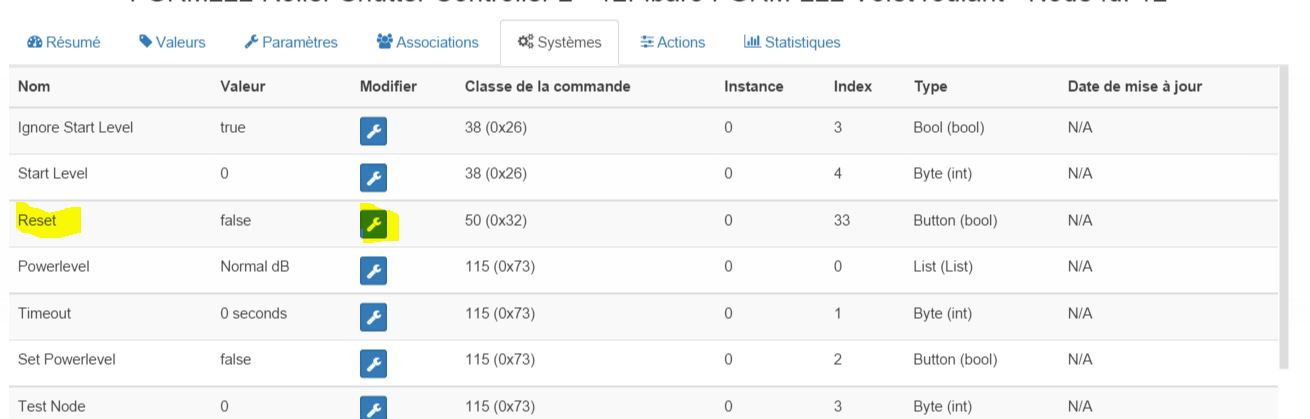 Résumé Valeurs Paramètres Associations Systèmes Actions Statistiques
Nom Valeur Modifier Classe de la commande Instance Index Type Date de mise à jour
Ignore Start Level true 38 (0x26) 0 3 Bool (bool) N/A
Start Level 0 38 (0x26) 0 4 Byte (int) N/A
Reset false 50 (0x32) 0 33 Button (bool) N/A
Powerlevel Normal dB 115 (0x73) 0 0 List (List) N/A
Timeout 0 seconds 115 (0x73) 0 1 Byte (int) N/A
Set Powerlevel false 115 (0x73) 0 2 Button (bool) N/A
Test Node 0 115 (0x73) 0 3 Byte (int) N/A